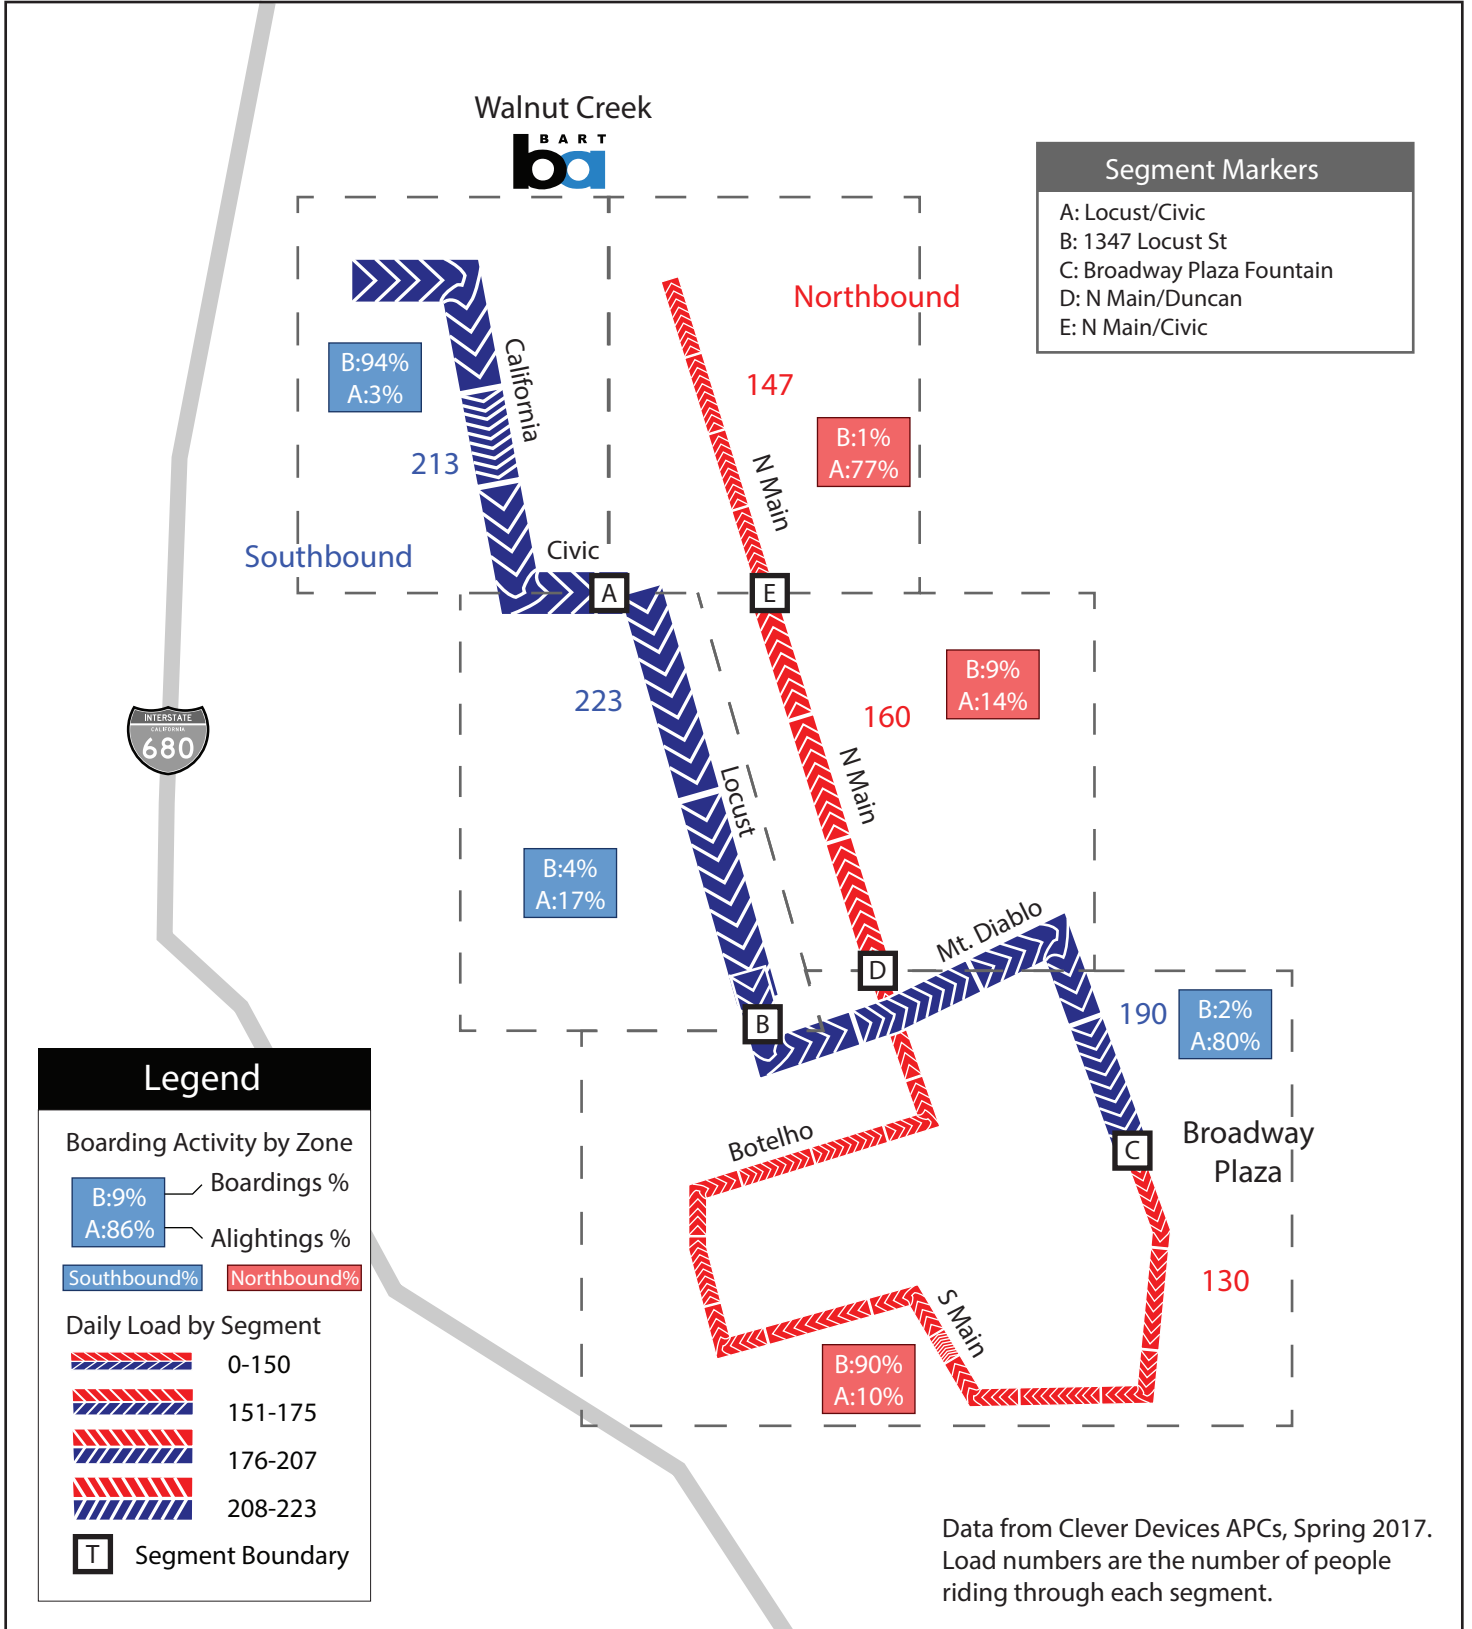 Walnut Creek
BART
ba
Segment Markers
A: Locust/Civic
B: 1347 Locust St
C: Broadway Plaza Fountain
D: N Main/Duncan
E: N Main/Civic
Northbound
147
B:1%
A:77%
N Main
B:94%
A:3%
California
213
Southbound
Civic
A
E
223
B:9%
A:14%
160
N Main
INTERSTATE
CALIFORNIA
680
Locust
B:4%
A:17%
Mt. Diablo
D
B
190
B:2%
A:80%
Botelho
C
Broadway
Plaza
130
S Main
B:90%
A:10%
Legend
Boarding Activity by Zone
B:9%
A:86%
Boardings %
Alightings %
Southbound%
Northbound%
Daily Load by Segment
0-150
151-175
176-207
208-223
T
Segment Boundary
Data from Clever Devices APCs, Spring 2017.
Load numbers are the number of people
riding through each segment.